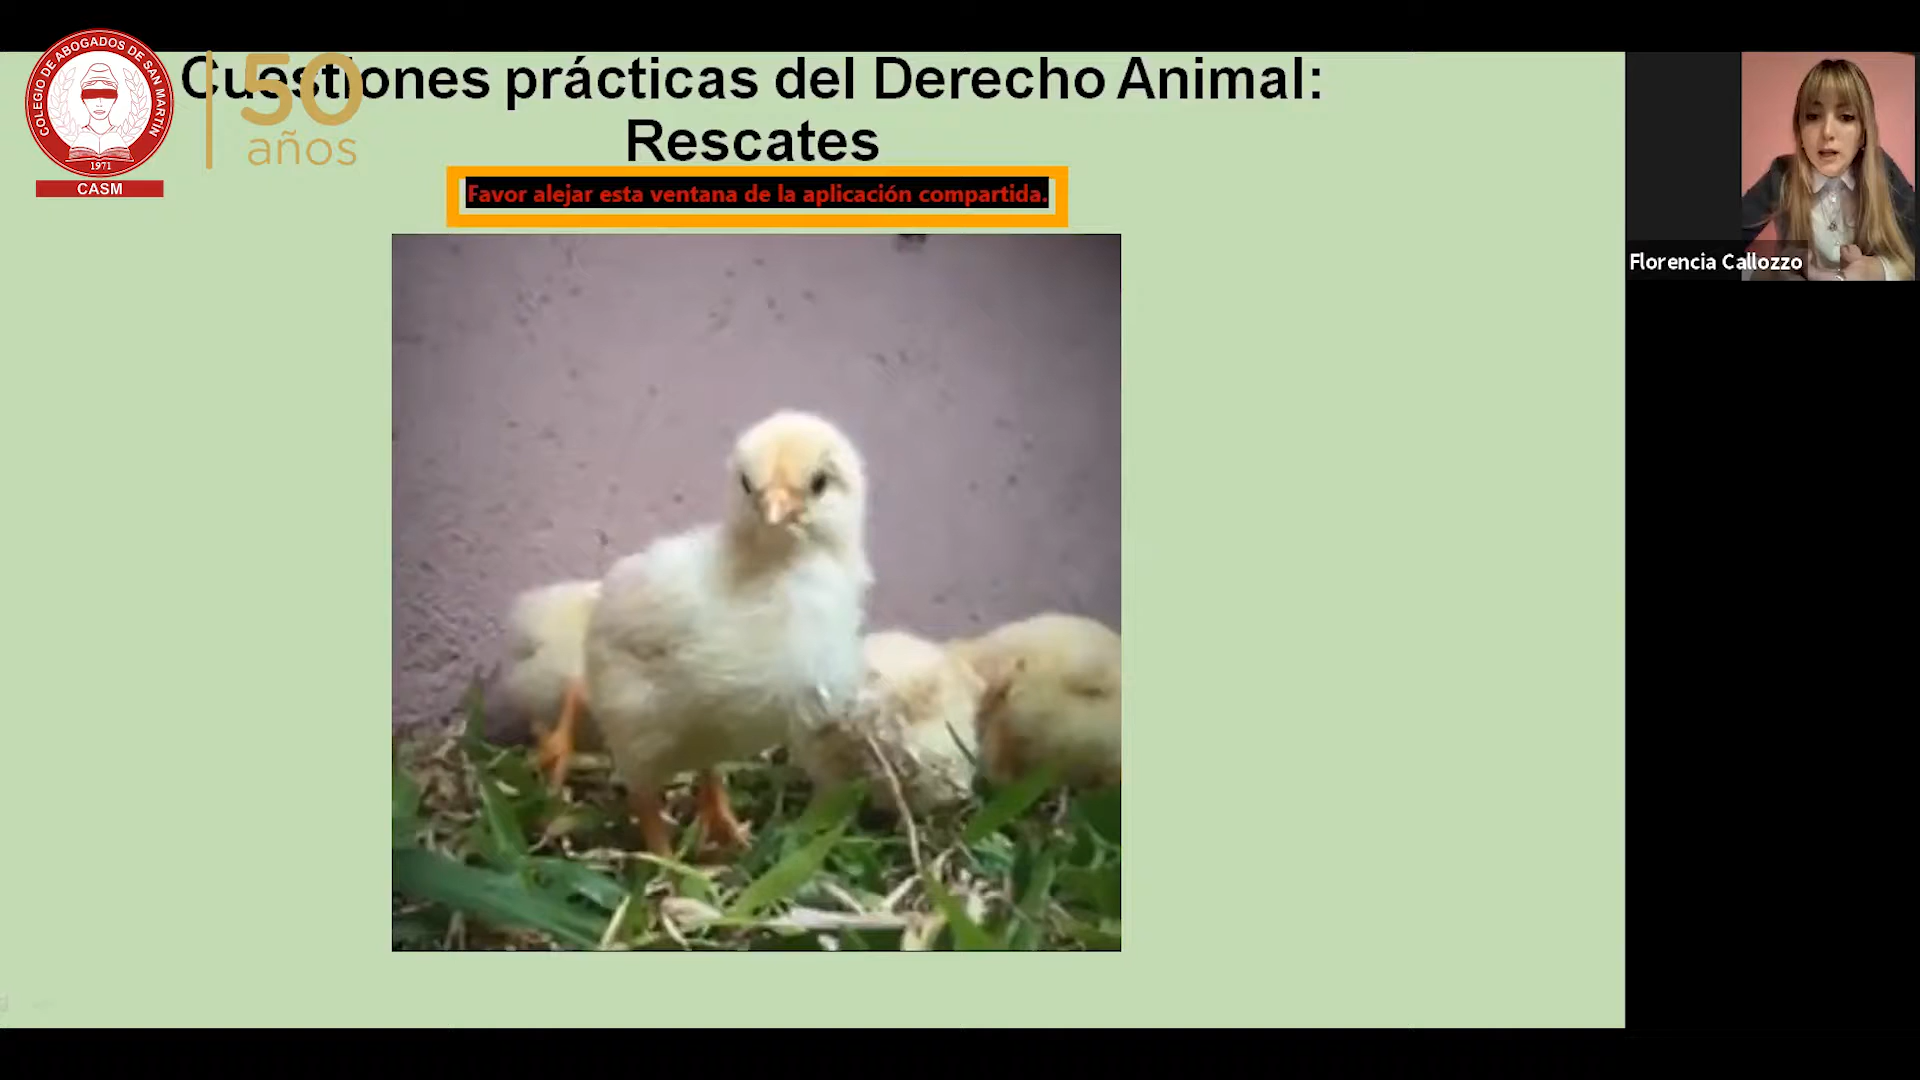 COLEGIO DE ABOGADOS DE SAN MARTIN
1971
CASM
50
años
Cuestiones prácticas del Derecho Animal:
Rescates
Favor alejar esta ventana de la aplicación compartida.
Florencia Callozzo